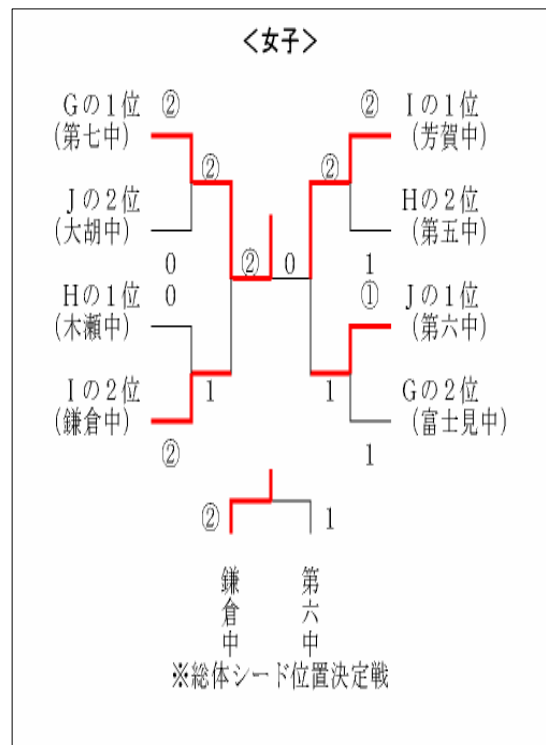 ＜女子＞
Gの1位 ②
(第七中)
②
Jの2位
(大胡中)
0
Hの1位 0
(木瀬中)
Iの2位 1
(鎌倉中)
②
② 0
② Iの1位
(芳賀中)
②
Hの2位
(第五中)
1
① Jの1位
(第六中)
1 Gの2位
(富士見中)
1
② 1
鎌倉中
第六中
※総体シード位置決定戦